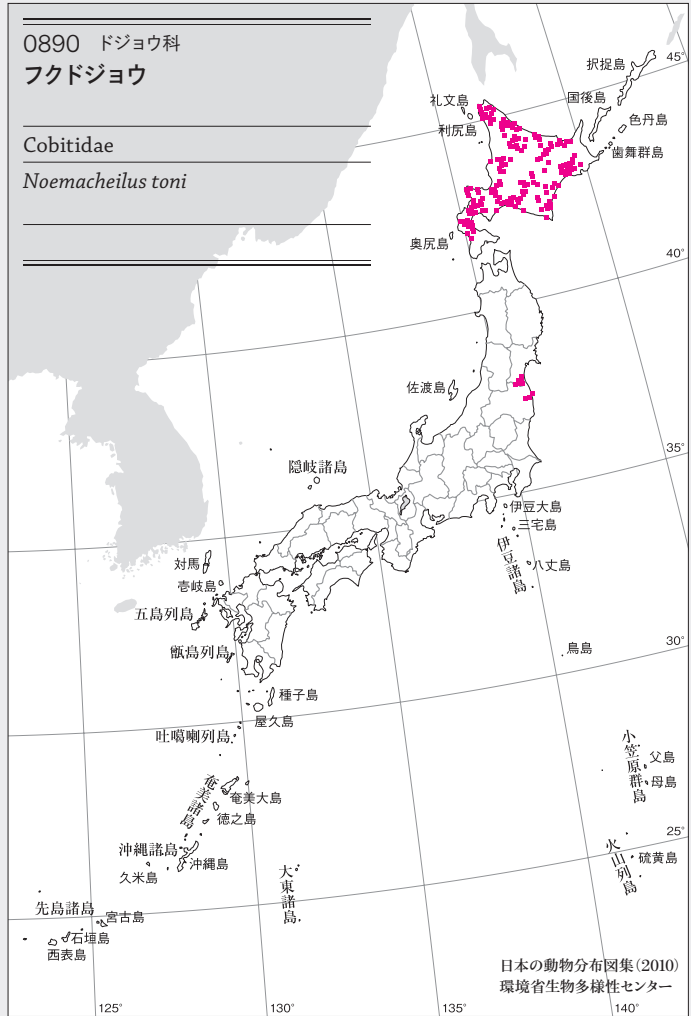 0890 ドジョウ科
フクドジョウ
Cobitidae
Noemacheilus toni
45°
択捉島
国後島
礼文島
色丹島
利尻島
歯舞群島
奥尻島
40°
佐渡島
35°
隠岐諸島
伊豆大島
三宅島
伊豆諸島
八丈島
対馬
壱岐島
五島列島
甑島列島
鳥島
30°
種子島
屋久島
吐噶喇列島
小笠原群島
父島
母島
奄美諸島
奄美大島
徳之島
25°
沖縄諸島
沖縄島
久米島
火山列島
硫黄島
大東諸島
先島諸島
宮古島
石垣島
西表島
日本の動物分布図集(2010)
環境省生物多様性センター
125°
130°
135°
140°